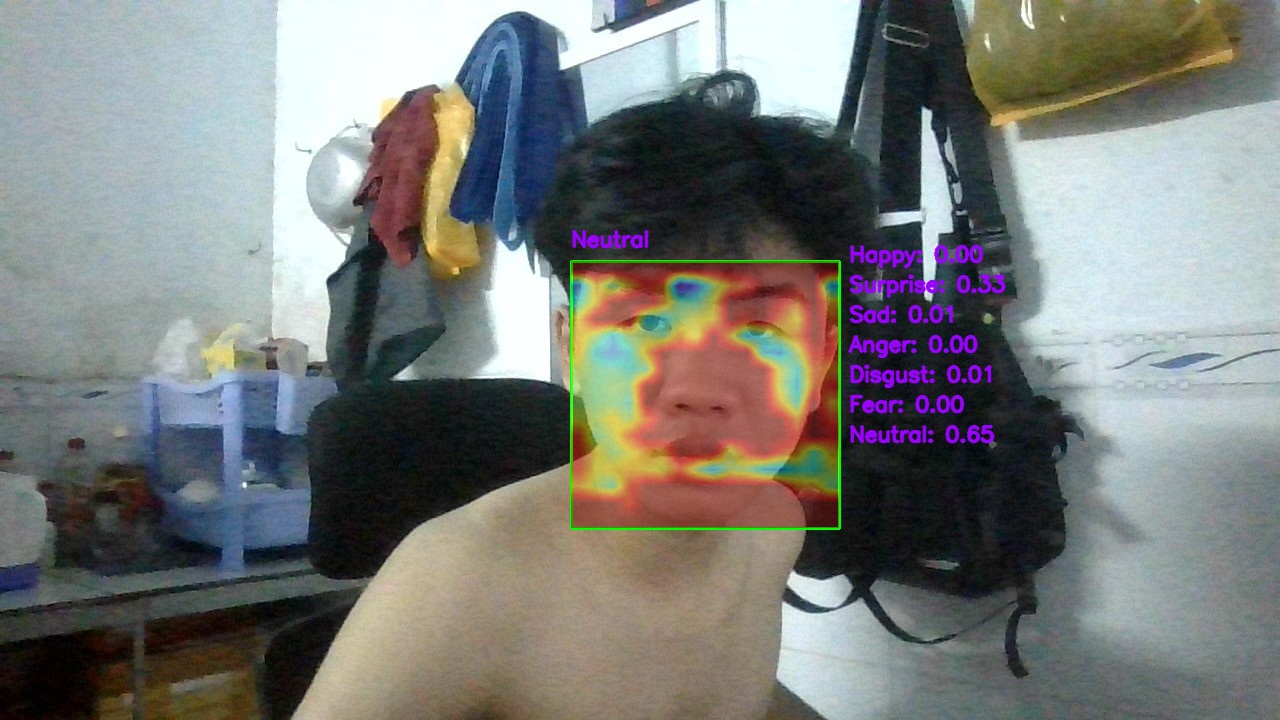 Neutral
Happy: 0.00
Surprise: 0.33
Sad: 0.01
Anger: 0.00
Disgust: 0.01
Fear: 0.00
Neutral: 0.65